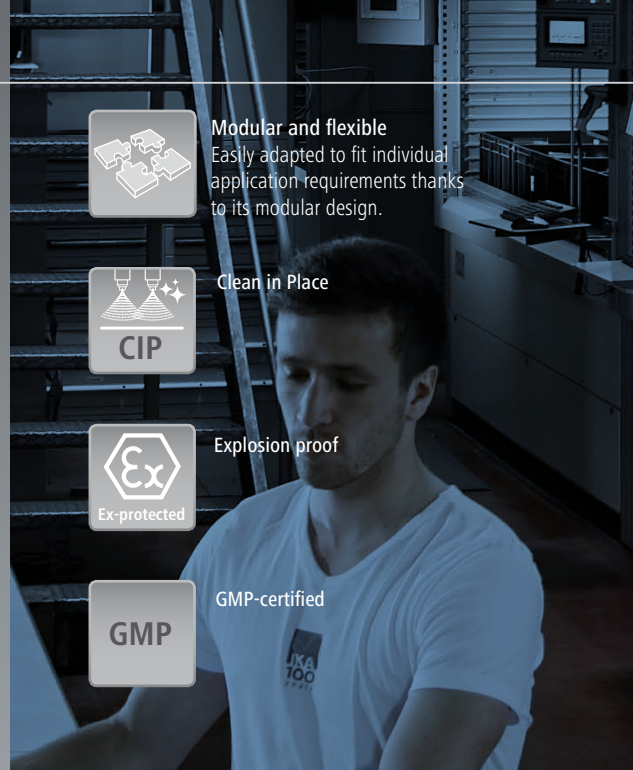 Modular and flexible
Easily adapted to fit individual
application requirements thanks
to its modular design.
Clean in Place
CIP
Explosion proof
Ex
Ex-protected
GMP-certified
GMP
IKA
100
years